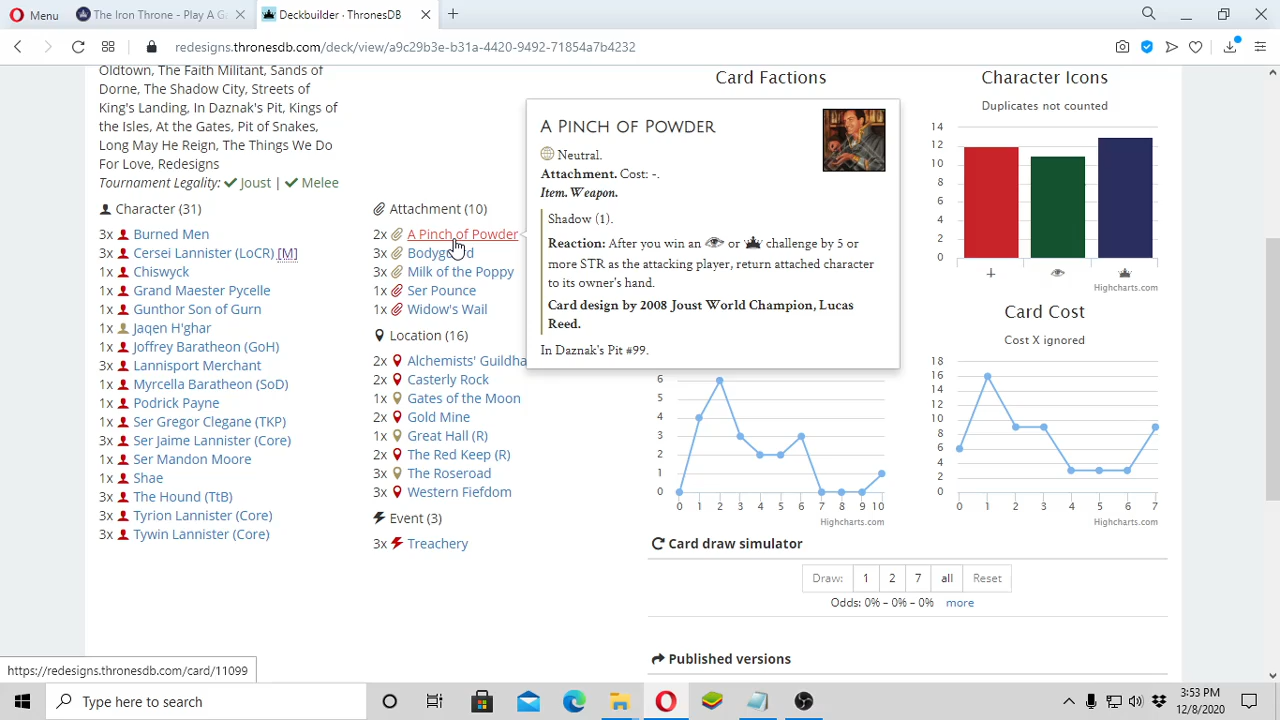 Menu
The Iron Throne - Play A G
Deckbuilder · ThronesDB
redesigns.thronesdb.com/deck/view/a9c29b3e-b31a-4420-9492-71854a7b4232
Oldtown, The Faith Militant, Sands of
Dorne, The Shadow City, Streets of
King's Landing, In Daznak's Pit, Kings of
the Isles, At the Gates, Pit of Snakes,
Long May He Reign, The Things We Do
For Love, Redesigns
Tournament Legality: Joust | Melee
Character (31)
3x Burned Men
3x Cersei Lannister (LoCR) [M]
1x Chiswyck
1x Grand Maester Pycelle
1x Gunthor Son of Gurn
1x Jaqen H'ghar
1x Joffrey Baratheon (GoH)
3x Lannisport Merchant
1x Myrcella Baratheon (SoD)
1x Podrick Payne
1x Ser Gregor Clegane (TKP)
3x Ser Jaime Lannister (Core)
1x Ser Mandon Moore
1x Shae
3x The Hound (TtB)
3x Tyrion Lannister (Core)
3x Tywin Lannister (Core)
Attachment (10)
2x A Pinch of Powder
3x
3x Milk of the Poppy
1x Ser Pounce
1x Widow's Wail
Location (16)
2x Alchemists' Guildha
2x Casterly Rock
1x Gates of the Moon
2x Gold Mine
1x Great Hall (R)
2x The Red Keep (R)
3x The Roseroad
3x Western Fiefdom
Event (3)
3x Treachery
A Pinch of Powder
Neutral.
Attachment. Cost: -.
Item. Weapon.
Shadow (1).
Reaction: After you win an or challenge by 5 or
more STR as the attacking player, return attached character
to its owner's hand.
Card design by 2008 Joust World Champion, Lucas
Reed.
In Daznak's Pit #99.
Card Factions
6
5
4
3
2
1
0
0 1 2 3 4 5 6 7 8 9 10
Highcharts.com
Character Icons
Duplicates not counted
14
12
10
8
6
4
2
0
Highcharts.com
Card Cost
Cost X ignored
18
16
14
12
10
8
6
4
2
0
0 1 2 3 4 5 6 7
Highcharts.com
Card draw simulator
Draw: 1 2 7 all Reset
Odds: 0% – 0% – 0% more
Published versions
https://redesigns.thronesdb.com/card/11099
Type here to search
3:53 PM
12/8/2020